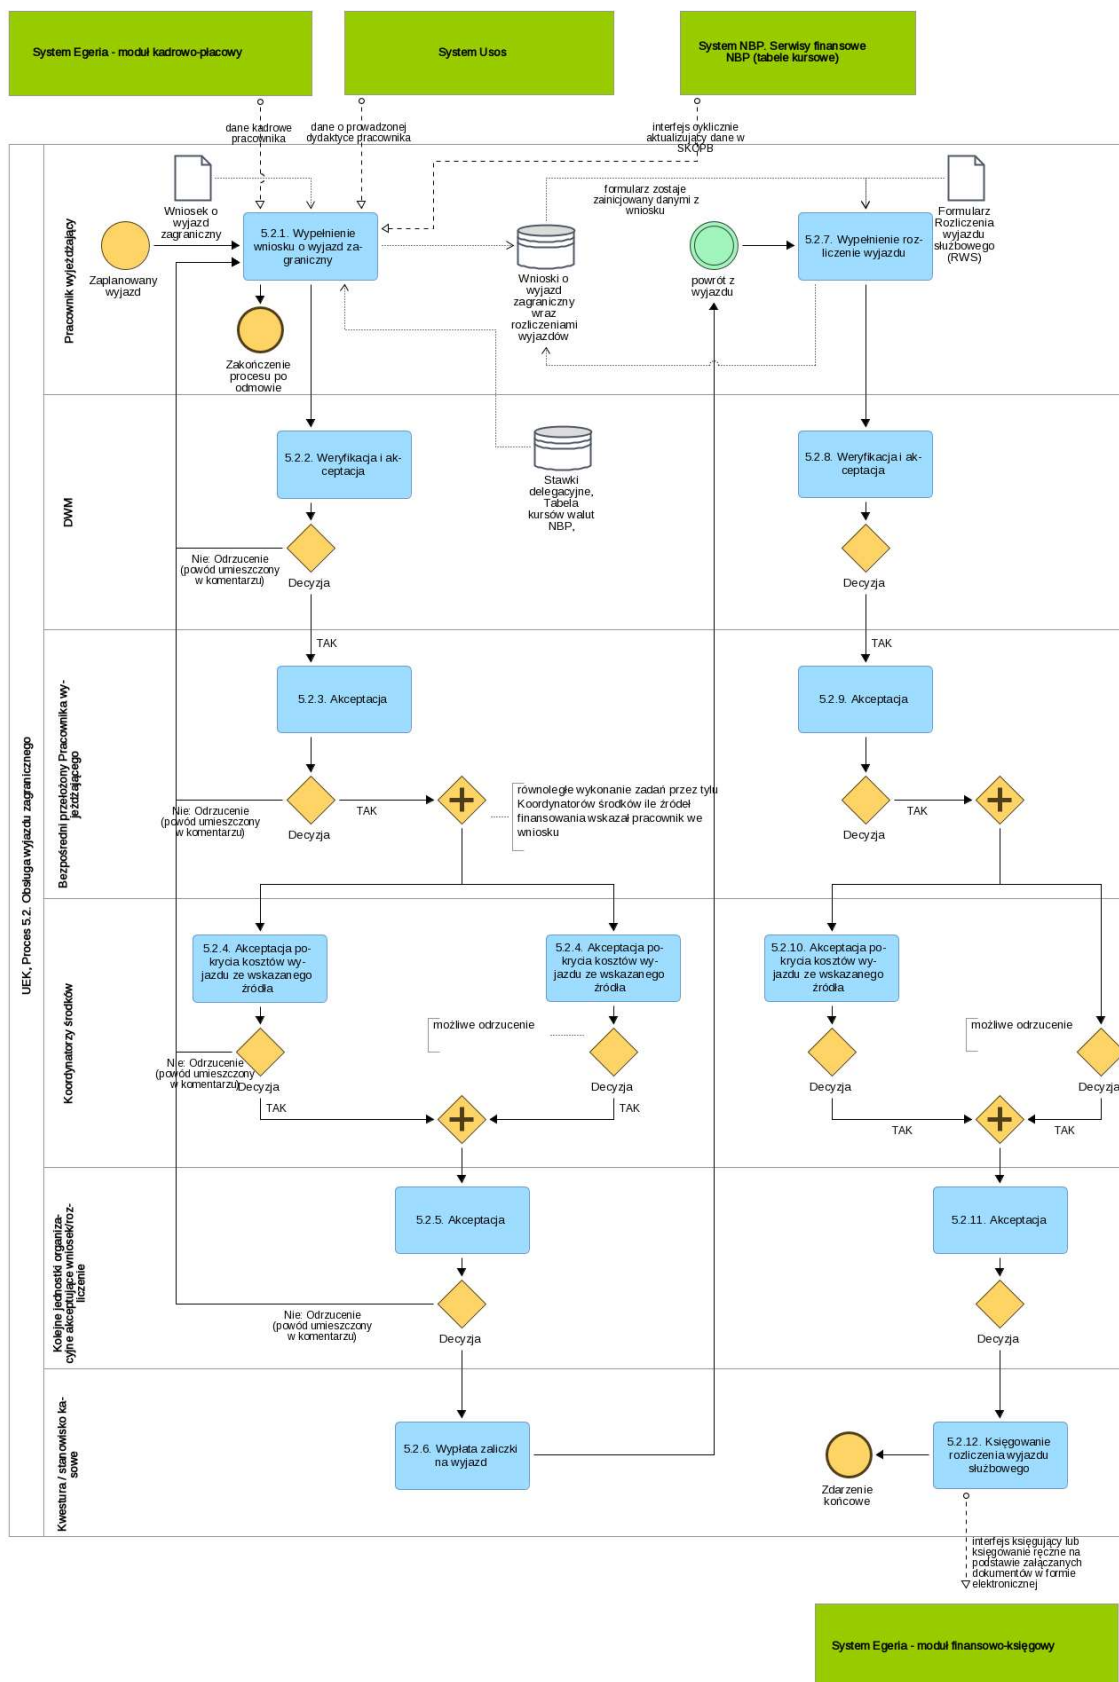 System Egeria - moduł kadrowo-płacowy
System Usos
System NBP. Serwisy finansowe
NBP (tabele kursowe)
dane kadrowe
pracownika
dane o prowadzonej
dydaktyce pracownika
interfejs cyklicznie
aktualizujący dane w
SKOPB
UEK, Proces 5.2. Obsługa wyjazdu zagranicznego
Pracownik wyjeżdżający
Wniosek o
wyjazd
zagraniczny
Zaplanowany
wyjazd
5.2.1. Wypełnienie
wniosku o wyjazd za-
graniczny
Zakończenie
procesu po
odmowie
Wnioski o
wyjazd
zagraniczny
wraz
rozliczeniami
wyjazdów
formularz zostaje
zainicjowany danymi z
wniosku
powrót z
wyjazdu
5.2.7. Wypełnienie roz-
liczenie wyjazdu
Formularz
Rozliczenia
wyjazdu
służbowego
(RWS)
DWM
5.2.2. Weryfikacja i ak-
ceptacja
Decyzja
Nie: Odrzucenie
(powód umieszczony
w komentarzu)
TAK
Stawki
delegacyjne,
Tabela
kursów walut
NBP,
5.2.8. Weryfikacja i ak-
ceptacja
Decyzja
TAK
Bezpośredni przełożony Pracownika wy-
jeżdżającego
5.2.3. Akceptacja
Decyzja
Nie: Odrzucenie
(powód umieszczony
w komentarzu)
TAK
równoległe wykonanie zadań przez tylu
Koordynatorów środków ile źródeł
finansowania wskazał pracownik we
wniosku
5.2.9. Akceptacja
Decyzja
TAK
Koordynatorzy środków
5.2.4. Akceptacja po-
krycia kosztów wy-
jazdu ze wskazanego
źródła
Decyzja
Nie: Odrzucenie
(powód umieszczony
w komentarzu)
TAK
możliwe odrzucenie
5.2.4. Akceptacja po-
krycia kosztów wy-
jazdu ze wskazanego
źródła
Decyzja
TAK
5.2.10. Akceptacja po-
krycia kosztów wy-
jazdu ze wskazanego
źródła
Decyzja
TAK
możliwe odrzucenie
Decyzja
TAK
Kolejne jednostki organiza-
cyjne akceptujące wniosek/roz-
liczenie
5.2.5. Akceptacja
Decyzja
Nie: Odrzucenie
(powód umieszczony
w komentarzu)
5.2.11. Akceptacja
Decyzja
Kwestura / stanowisko ka-
sowe
5.2.6. Wypłata zaliczki
na wyjazd
Zdarzenie
końcowe
5.2.12. Księgowanie
rozliczenia wyjazdu
służbowego
interfejs księgujący lub
księgowanie ręczne na
podstawie załączanych
dokumentów w formie
elektronicznej
System Egeria - moduł finansowo-księgowy